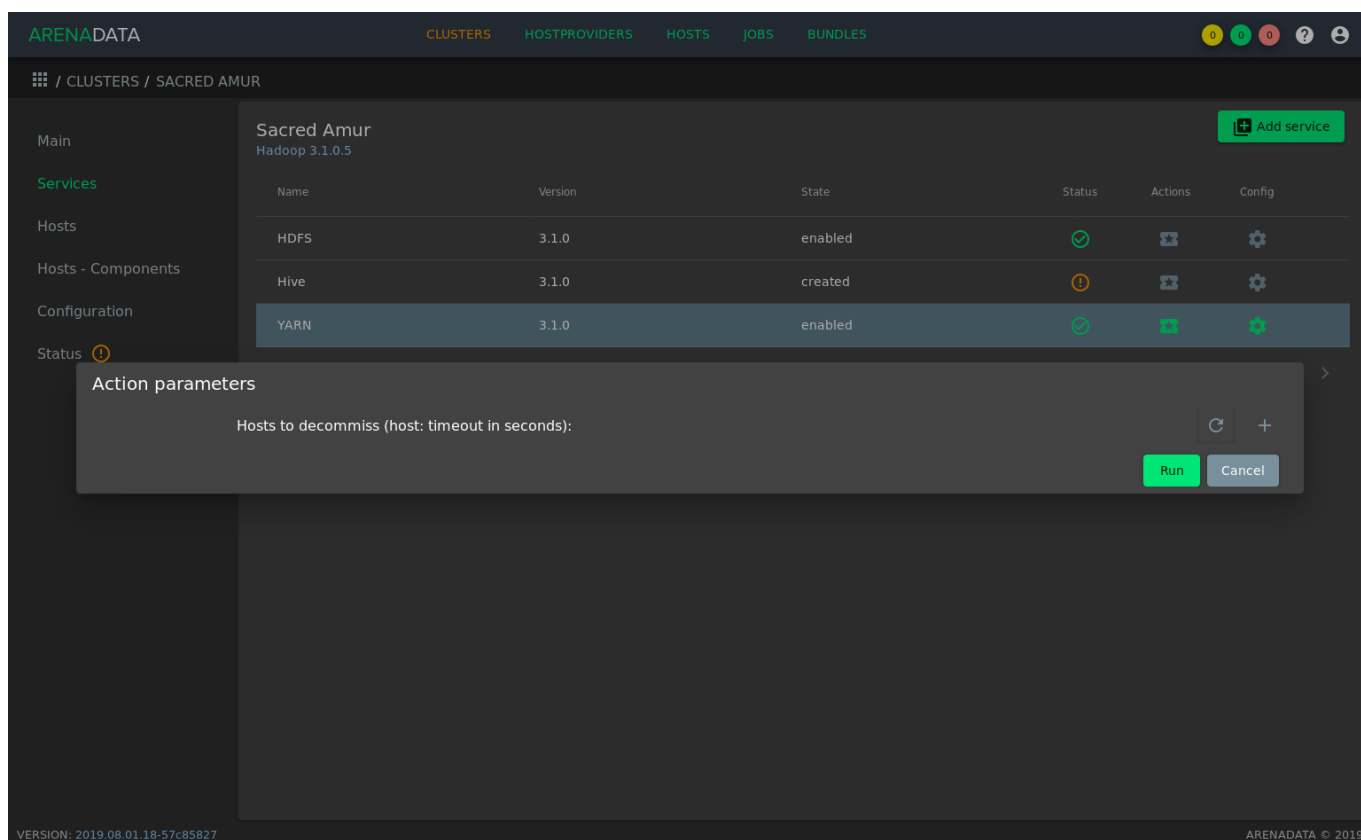 ARENADATA CLUSTERS HOSTPROVIDERS HOSTS JOBS BUNDLES 0 0 0
/ CLUSTERS / SACRED AMUR
Main
Services
Hosts
Hosts - Components
Configuration
Status
Sacred Amur
Hadoop 3.1.0.5
Add service
Name Version State Status Actions Config
HDFS 3.1.0 enabled
Hive 3.1.0 created
YARN 3.1.0 enabled
Action parameters
Hosts to decommiss (host: timeout in seconds):
Run Cancel
VERSION: 2019.08.01.18-57c85827 ARENADATA © 2019